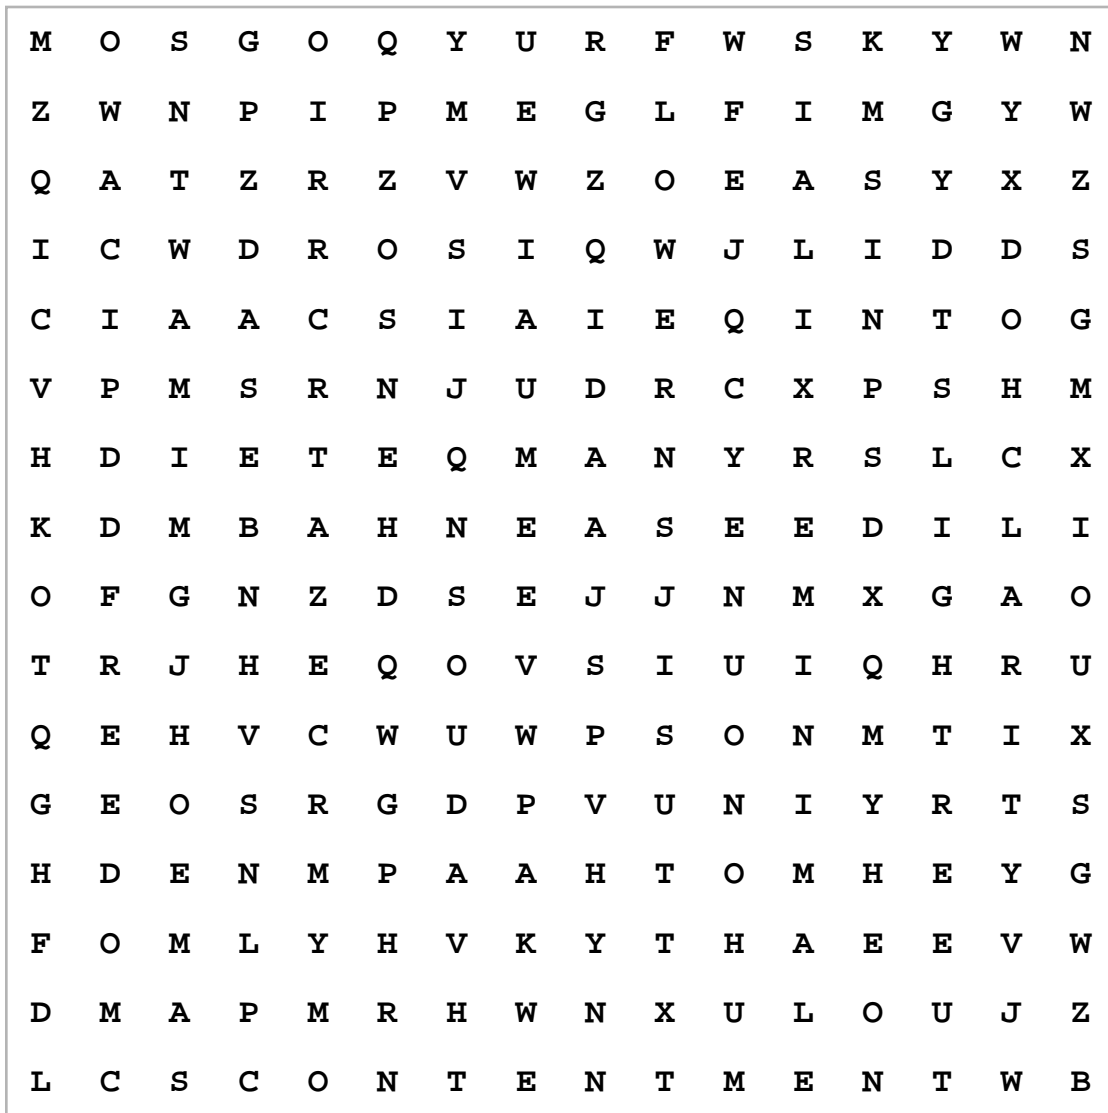 M O S G O Q Y U R F W S K Y W N
Z W N P I P M E G L F I M G Y W
Q A T Z R Z V W Z O E A S Y X Z
I C W D R O S I Q W J L I D D S
C I A A C S I A I E Q I N T O G
V P M S R N J U D R C X P S H M
H D I E T E Q M A N Y R S L C X
K D M B A H N E A S E E D I L I
O F G N Z D S E J J N M X G A O
T R J H E Q O V S I U I Q H R U
Q E H V C W U W P S O N M T I X
G E O S R G D P V U N I Y R T S
H D E N M P A A H T O M H E Y G
F O M L Y H V K Y T H A E E V W
D M A P M R H W N X U L O U J Z
L C S C O N T E N T M E N T W B